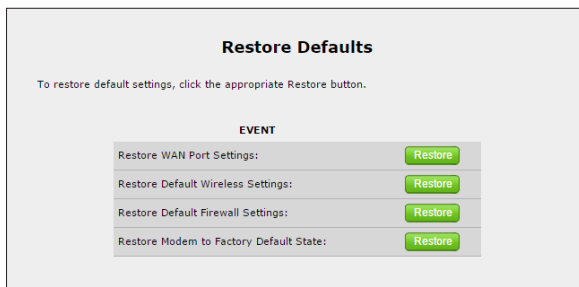 Restore Defaults
To restore default settings, click the appropriate Restore button.
EVENT
Restore WAN Port Settings: Restore
Restore Default Wireless Settings: Restore
Restore Default Firewall Settings: Restore
Restore Modem to Factory Default State: Restore